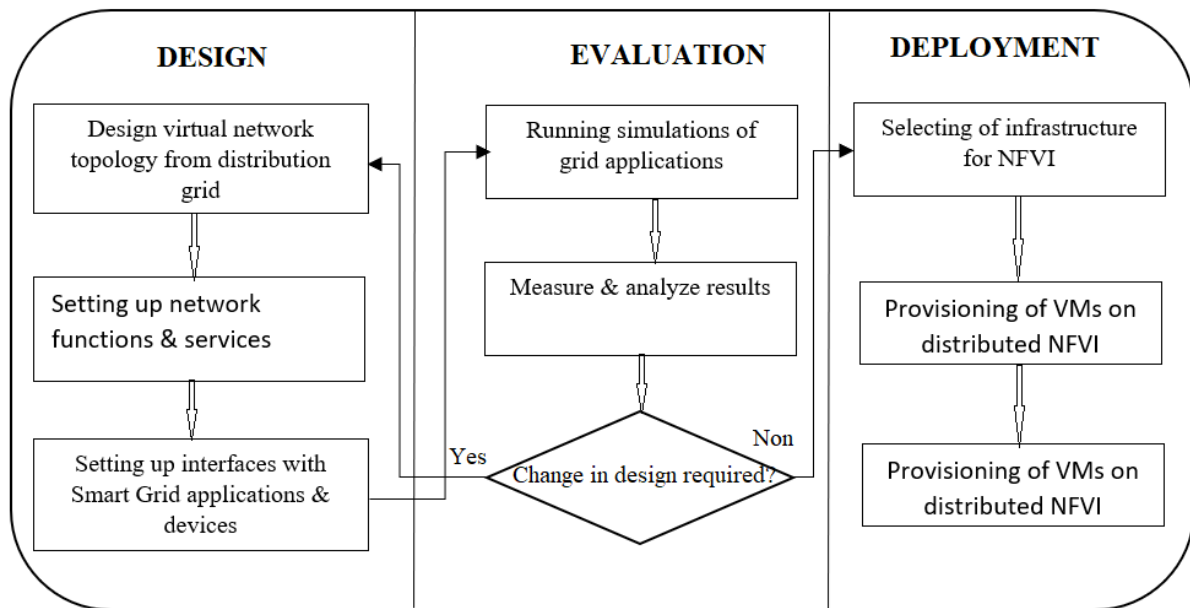 DESIGN
Design virtual network
topology from distribution
grid
Setting up network
functions & services
Setting up interfaces with
Smart Grid applications &
devices
EVALUATION
Running simulations of
grid applications
Measure & analyze results
Yes
Change in design required?
Non
DEPLOYMENT
Selecting of infrastructure
for NFVI
Provisioning of VMs on
distributed NFVI
Provisioning of VMs on
distributed NFVI